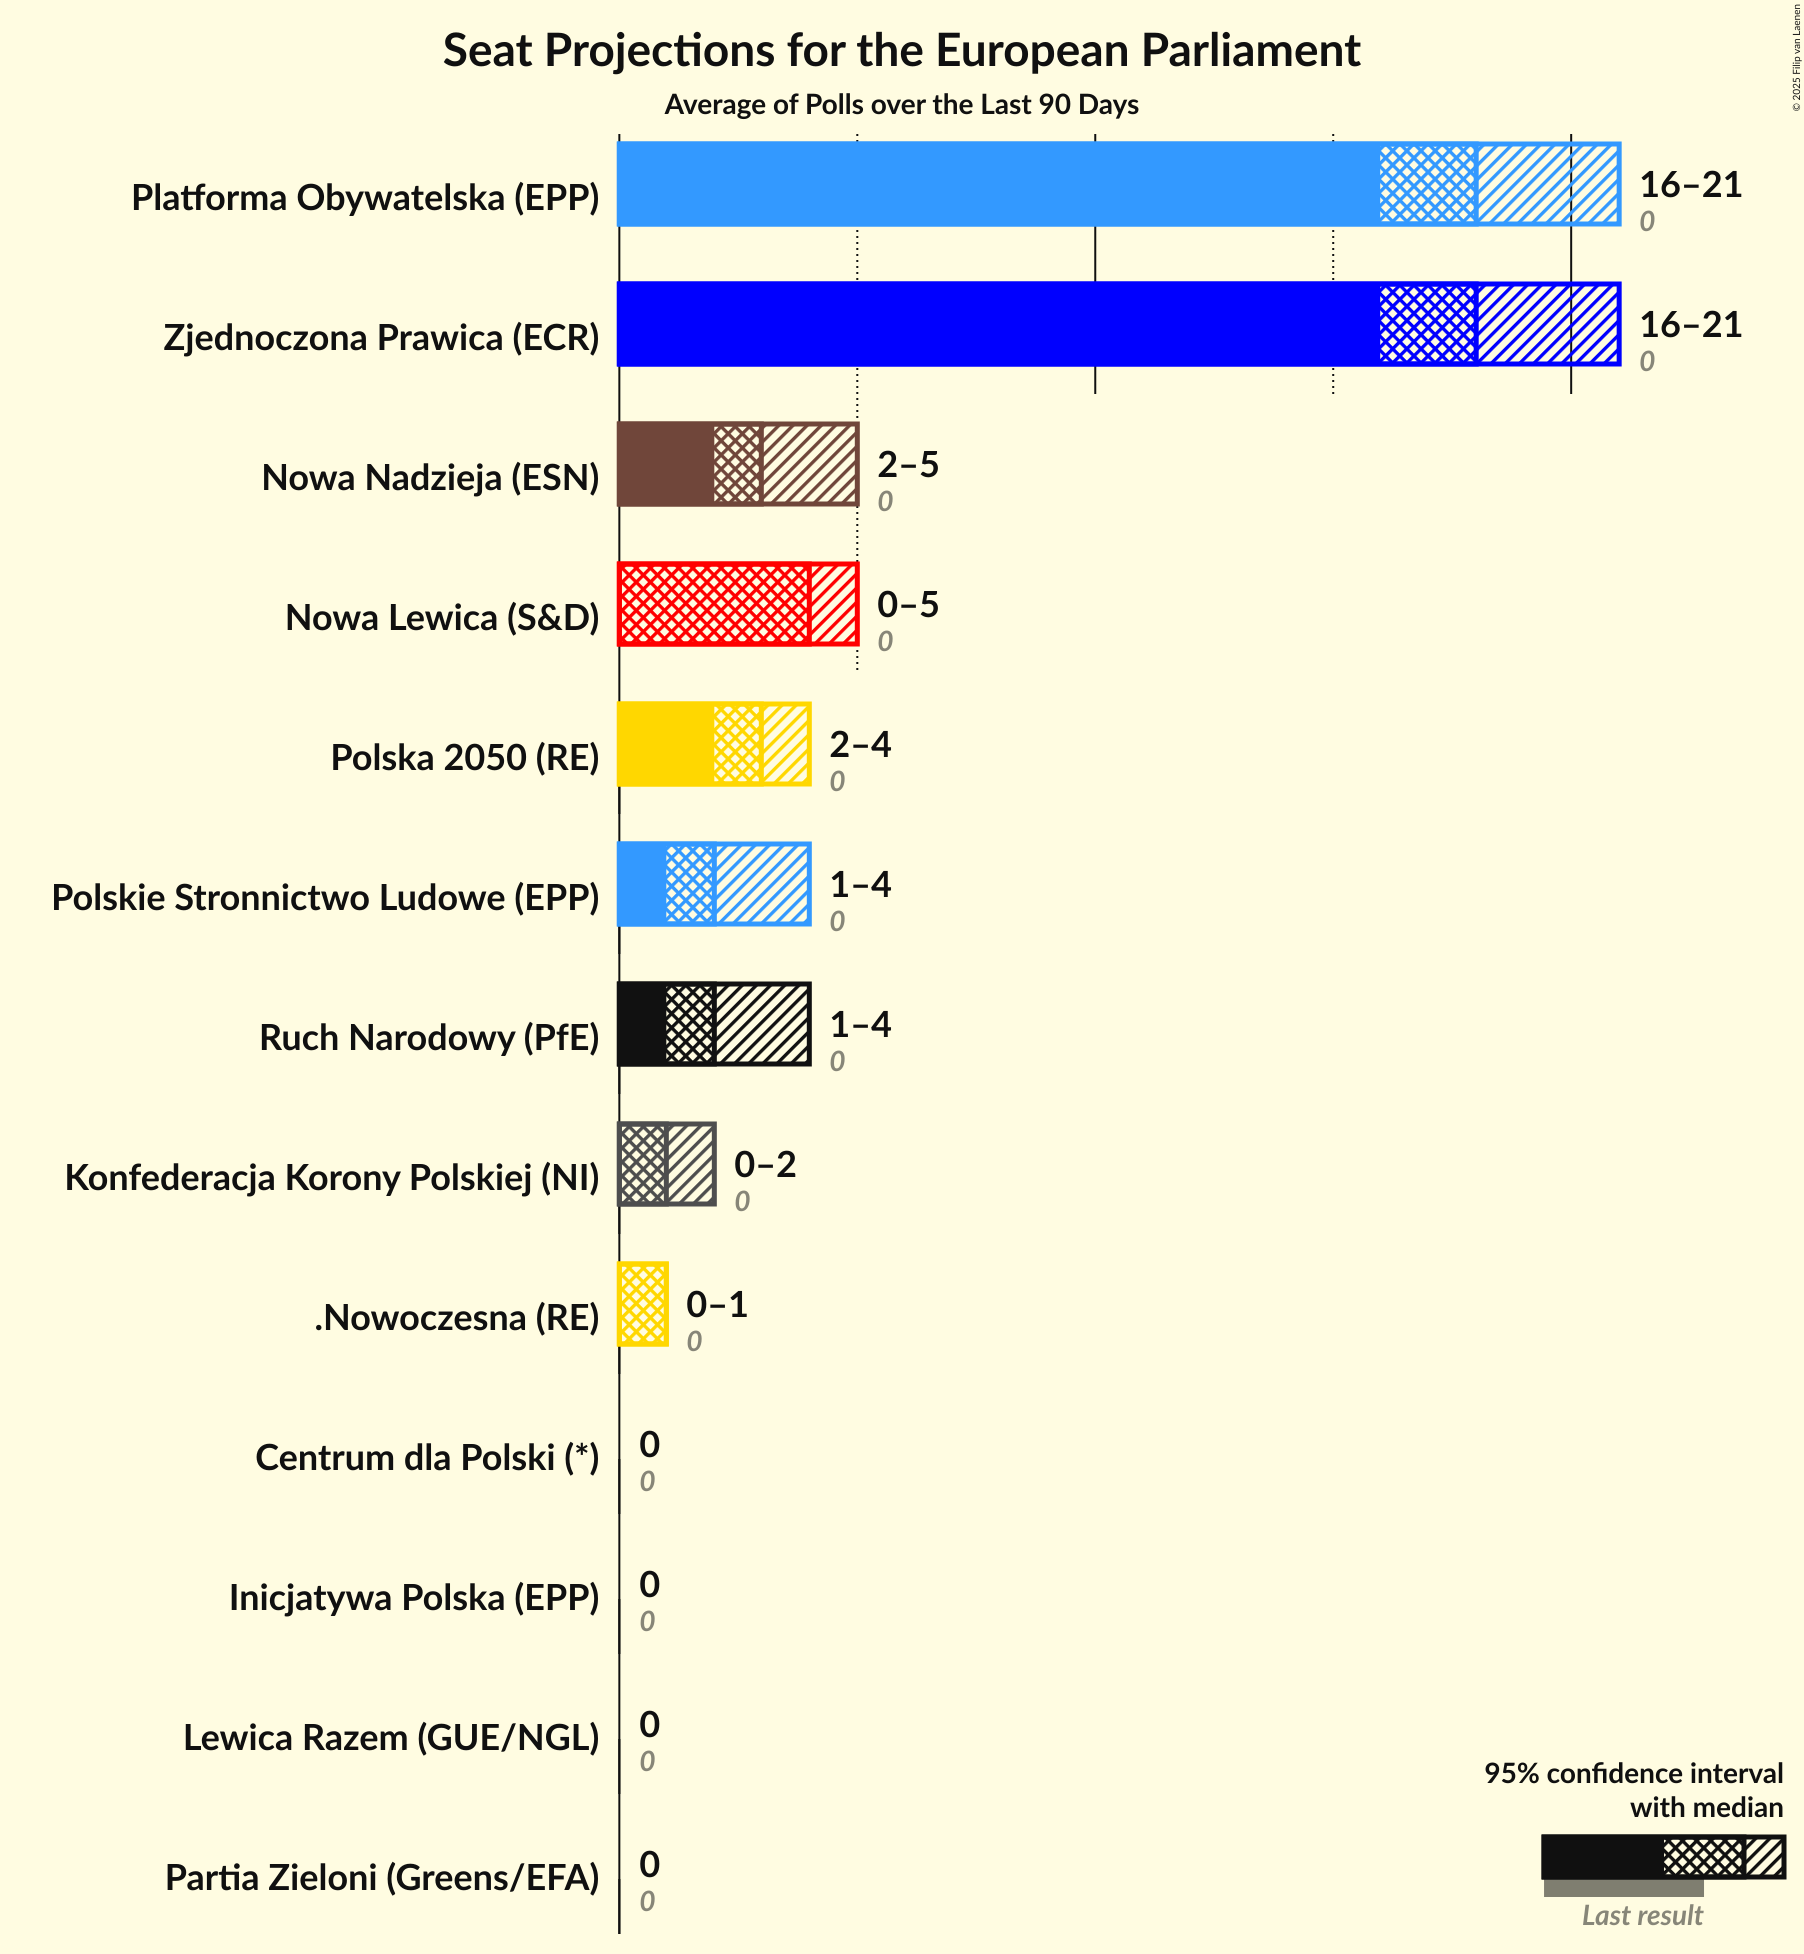 Seat Projections for the European Parliament
Average of Polls over the Last 90 Days
© 2025 Filip van Laenen
Platforma Obywatelska (EPP)
16–21
0
Zjednoczona Prawica (ECR)
16–21
0
Nowa Nadzieja (ESN)
2–5
0
Nowa Lewica (S&D)
0–5
0
Polska 2050 (RE)
2–4
0
Polskie Stronnictwo Ludowe (EPP)
1–4
0
Ruch Narodowy (PfE)
1–4
0
Konfederacja Korony Polskiej (NI)
0–2
0
.Nowoczesna (RE)
0–1
0
Centrum dla Polski (*)
0
0
Inicjatywa Polska (EPP)
0
0
Lewica Razem (GUE/NGL)
0
0
Partia Zieloni (Greens/EFA)
0
0
95% confidence interval
with median
Last result